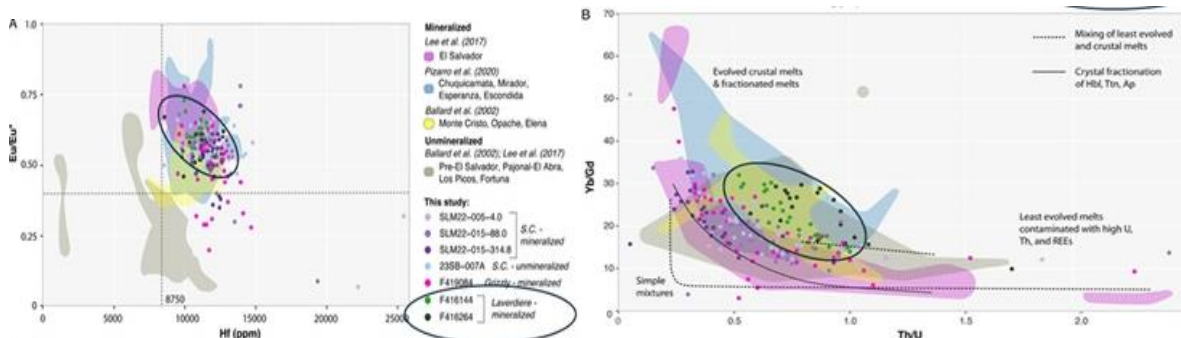 A
1.0
0.75
0.50
0.25
0
Eu/Eu*
8750
0
5000
10000
15000
20000
25000
Hf (ppm)
Mineralized
Lee et al. (2017)
El Salvador
Pizarro et al. (2020)
Chuquicamata, Mirador,
Esperanza, Escondida
Ballard et al. (2002)
Monte Cristo, Opache, Elena
Unmineralized
Ballard et al. (2002); Lee et al. (2017)
Pre-El Salvador, Pajonal-El Abra,
Los Picos, Fortuna
This study:
SLM22-005-4.0
SLM22-015-88.0
SLM22-015-314.8
S.C. -
mineralized
23SB-007A S.C. - unmineralized
F419084 Grizzly - mineralized
F416144
F416264
Laverdiere -
mineralized
B
70
60
50
40
30
20
10
0
Yb/Gd
Mixing of least evolved
and crustal melts
Crystal fractionation
of Hbl, Ttn, Ap
Evolved crustal melts
& fractionated melts
Least evolved melts
contaminated with high U,
Th, and REEs
Simple
mixtures
0
0.5
1.0
1.5
2.0
Th/U